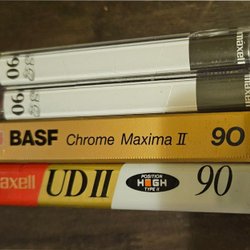 90 maxell
90 maxell
BASF Chrome Maxima II 90
maxell UD II POSITION HIGH TYPE II 90